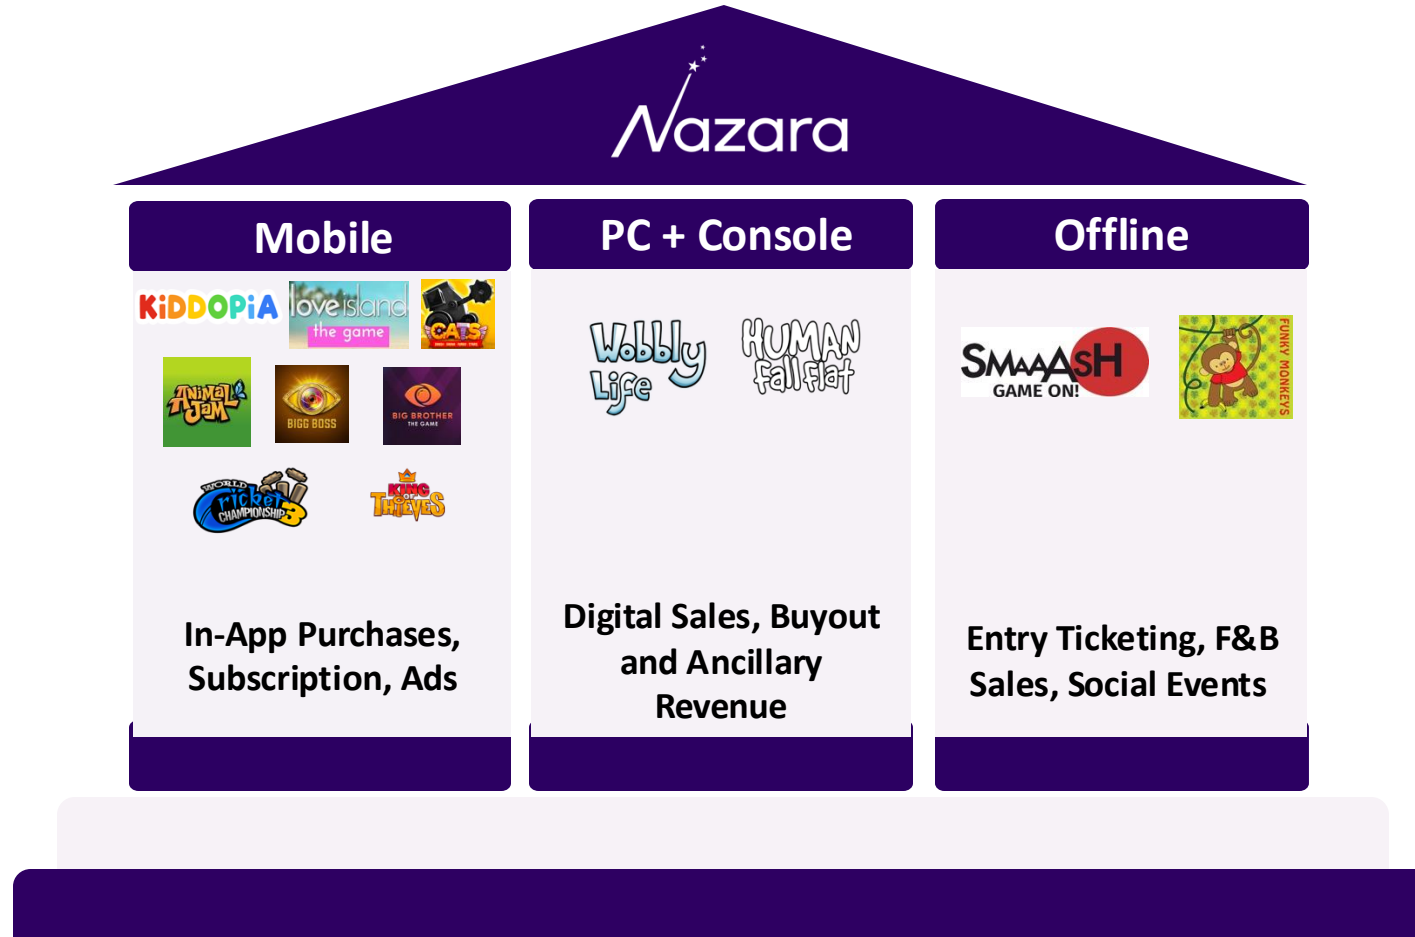 Nazara
Mobile
KiDDOPiA
love island
the game
CATS
ANiMAL
JAM
BIGG BOSS
BIG BROTHER
THE GAME
WORLD
cricket
CHAMPIONSHIP 3
KING
OF
THIEVES
In-App Purchases,
Subscription, Ads
PC + Console
Wobbly
Life
HUMAN
fall flat
Digital Sales, Buyout
and Ancillary
Revenue
Offline
SMAAASH
GAME ON!
FUNKY MONKEYS
Entry Ticketing, F&B
Sales, Social Events